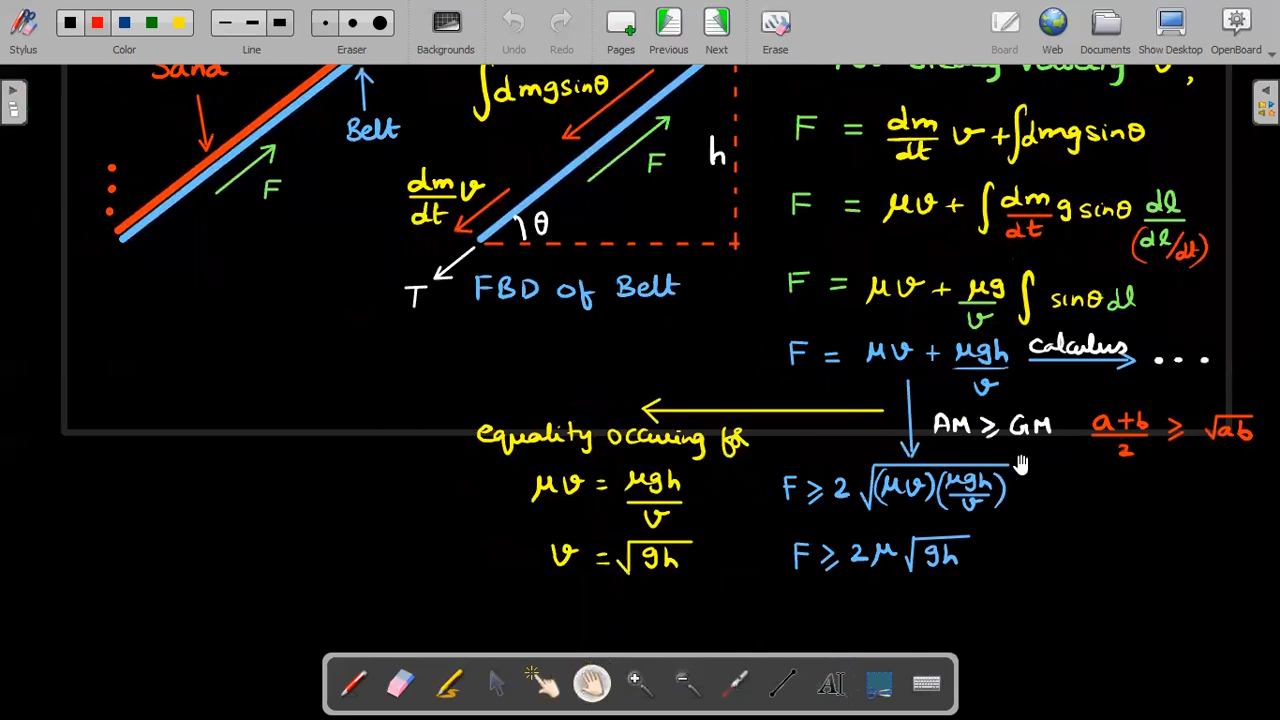 Stylus Color Line Eraser Backgrounds Undo Redo Pages Previous Next Erase Board Web Documents Show Desktop OpenBoard
Sand
Belt
F
∫dmgsinθ
F
h
dm/dt v
θ
T
FBD of Belt
velocity v,
F = dm/dt v + ∫dmgsinθ
F = μv + ∫ dm/dt g sinθ dl/(dl/dt)
F = μv + μg/v ∫ sinθ dl
F = μv + μgh/v calculus ...
AM ≥ GM a+b/2 ≥ √ab
equality occuring for
μv = μgh/v
v = √gh
F ≥ 2 √(μv)(μgh/v)
F ≥ 2μ√gh